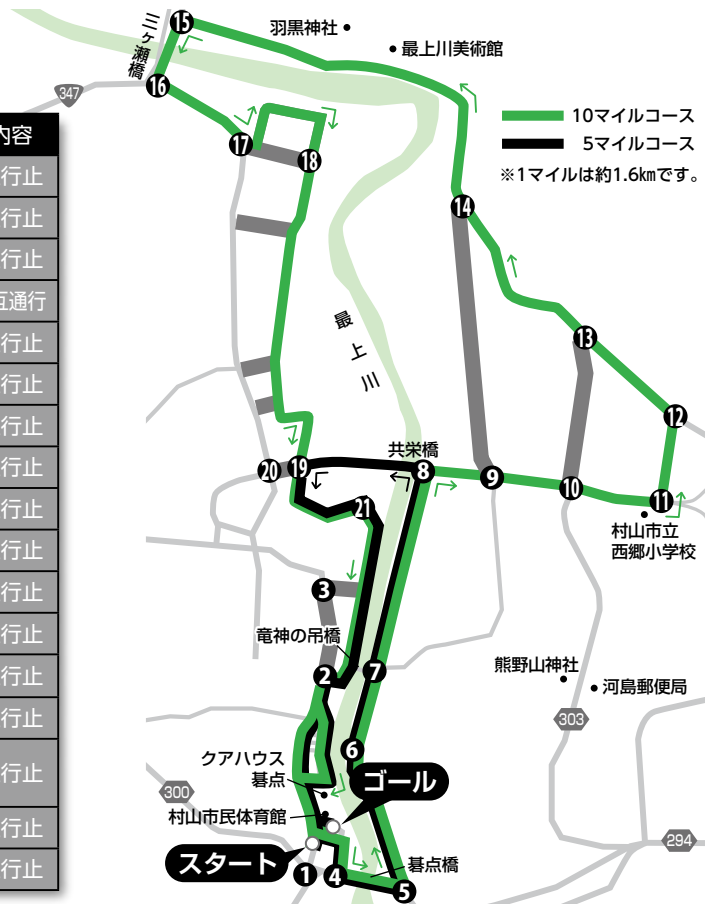 内容
行止
行止
行止
互通行
行止
行止
行止
行止
行止
行止
行止
行止
行止
行止
行止
行止
行止
15
羽黒神社
最上川美術館
三ヶ瀬橋
16
347
10マイルコース
5マイルコース
※1マイルは約1.6kmです。
17
18
14
最上川
13
12
共栄橋
20
19
8
9
10
11
21
村山市立
西郷小学校
3
竜神の吊橋
2
7
熊野山神社
河島郵便局
303
6
クアハウス
碁点
ゴール
300
村山市民体育館
294
スタート
碁点橋
1
4
5